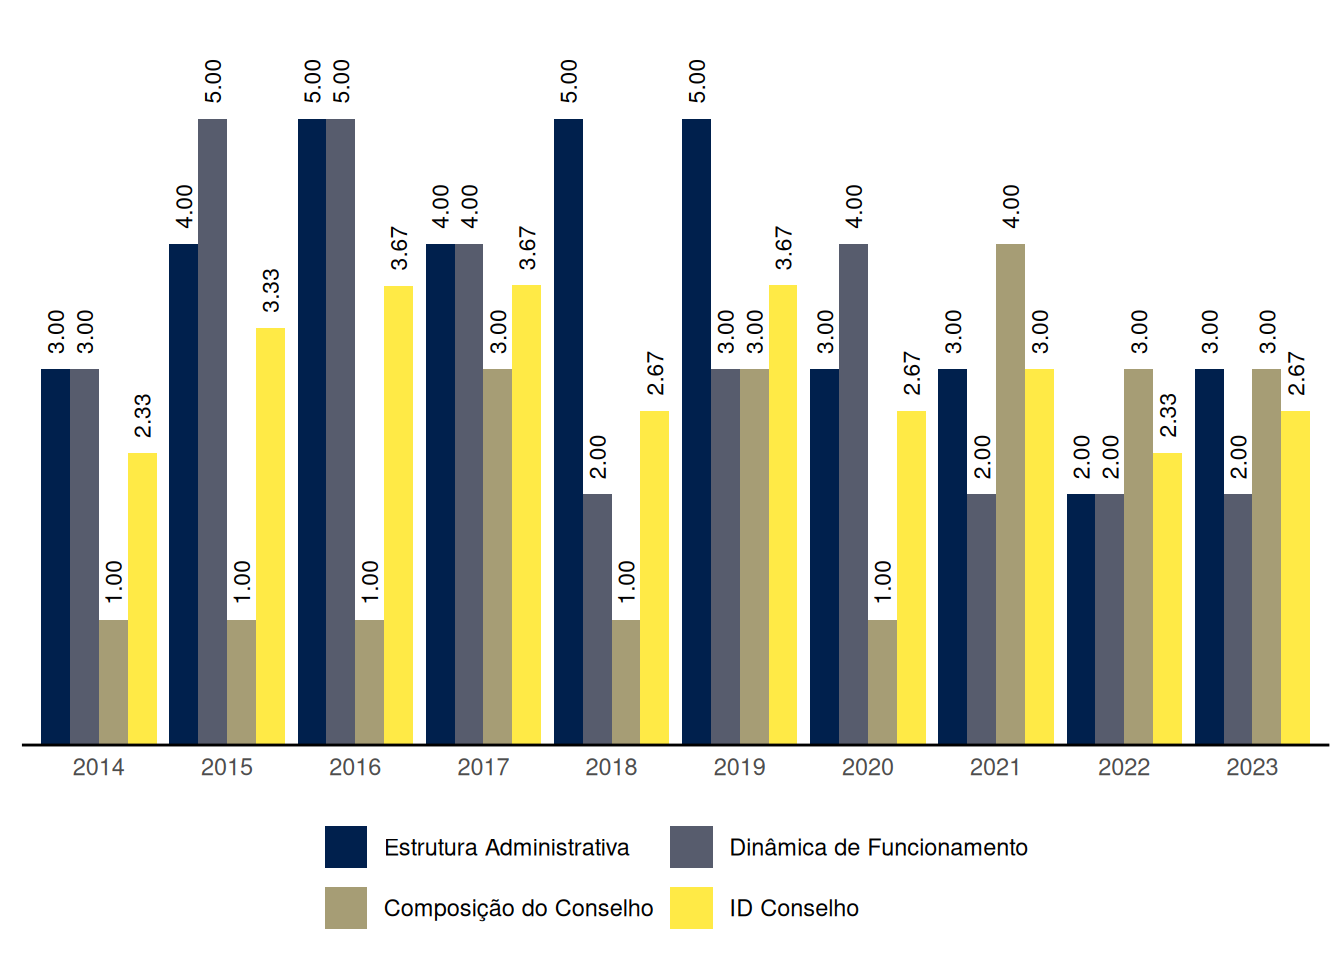 3.00 3.00 1.00 2.33 4.00 5.00 1.00 3.33 5.00 5.00 1.00 3.67 4.00 4.00 3.00 3.67 5.00 2.00 1.00 2.67 5.00 3.00 3.00 3.67 3.00 4.00 1.00 2.67 3.00 2.00 4.00 3.00 2.00 2.00 3.00 2.33 3.00 2.00 3.00 2.67
2014 2015 2016 2017 2018 2019 2020 2021 2022 2023
Estrutura Administrativa Dinâmica de Funcionamento
Composição do Conselho ID Conselho